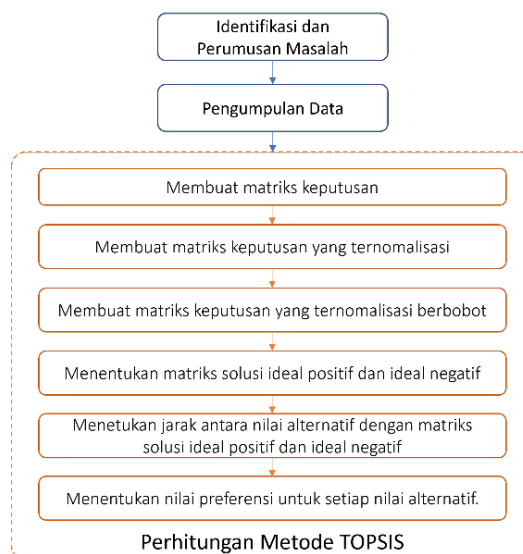 Identifikasi dan
Perumusan Masalah
Pengumpulan Data
Membuat matriks keputusan
Membuat matriks keputusan yang ternomalisasi
Membuat matriks keputusan yang ternomalisasi berbobot
Menentukan matriks solusi ideal positif dan ideal negatif
Menetukan jarak antara nilai alternatif dengan matriks
solusi ideal positif dan ideal negatif
Menentukan nilai preferensi untuk setiap nilai alternatif.
Perhitungan Metode TOPSIS